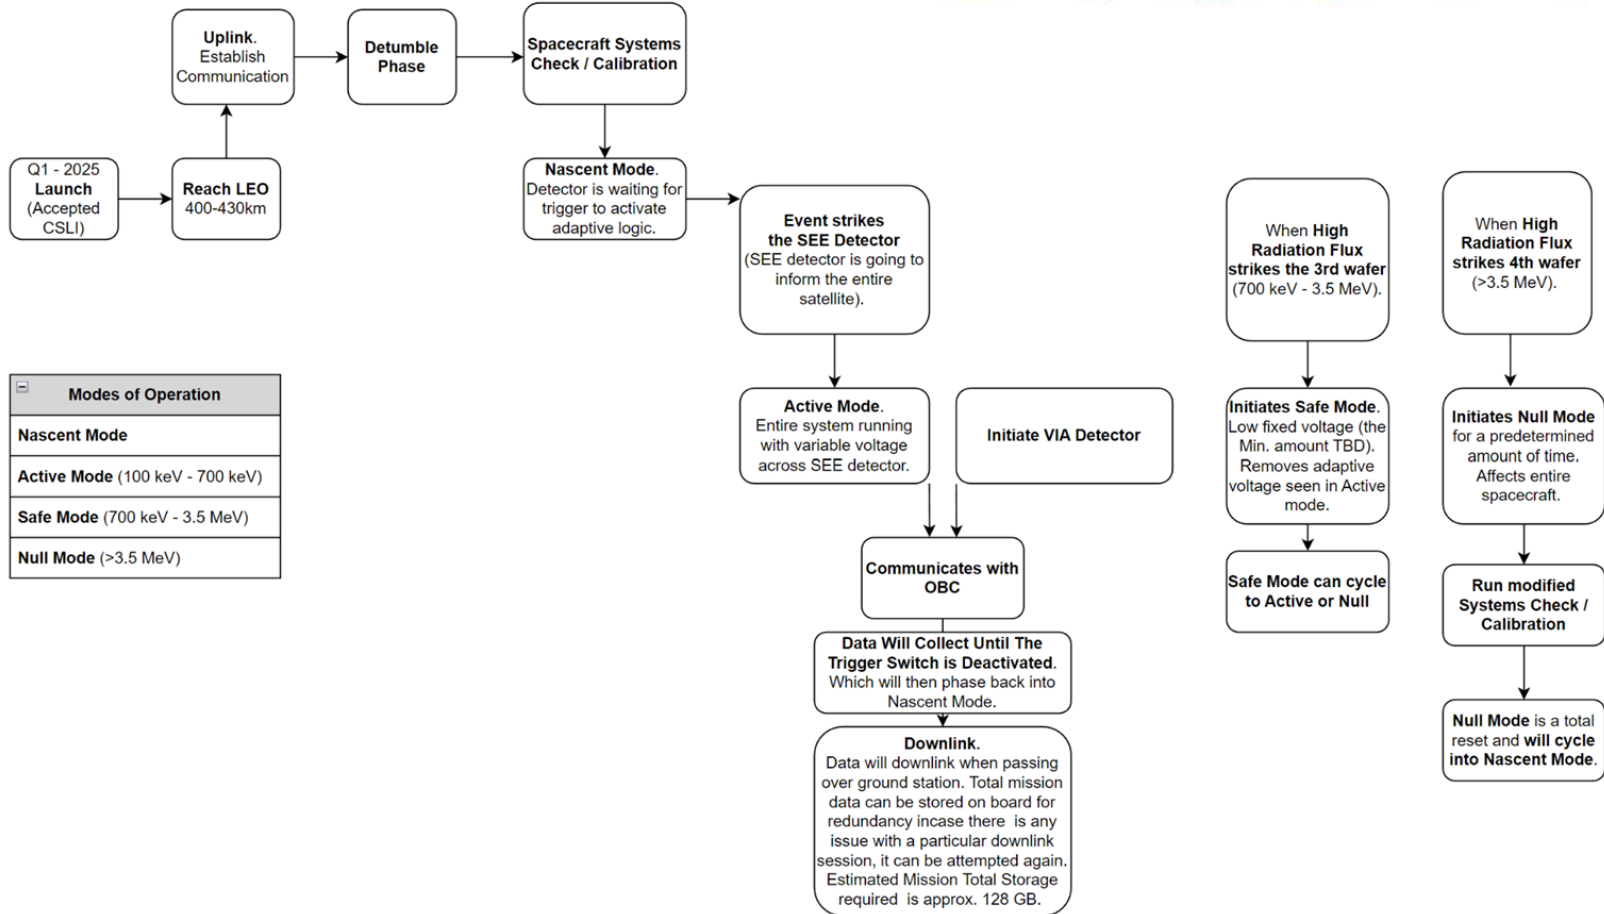 Uplink.
Establish
Communication
Detumble
Phase
Spacecraft Systems
Check / Calibration
Q1 - 2025
Launch
(Accepted
CSLI)
Reach LEO
400-430km
Nascent Mode.
Detector is waiting for
trigger to activate
adaptive logic.
Event strikes
the SEE Detector
(SEE detector is going to
inform the entire
satellite).
When High
Radiation Flux
strikes the 3rd wafer
(700 keV - 3.5 MeV).
When High
Radiation Flux
strikes 4th wafer
(>3.5 MeV).
Modes of Operation
Nascent Mode
Active Mode (100 keV - 700 keV)
Safe Mode (700 keV - 3.5 MeV)
Null Mode (>3.5 MeV)
Active Mode.
Entire system running
with variable voltage
across SEE detector.
Initiate VIA Detector
Initiates Safe Mode.
Low fixed voltage (the
Min. amount TBD).
Removes adaptive
voltage seen in Active
mode.
Initiates Null Mode
for a predetermined
amount of time.
Affects entire
spacecraft.
Communicates with
OBC
Safe Mode can cycle
to Active or Null
Run modified
Systems Check /
Calibration
Data Will Collect Until The
Trigger Switch is Deactivated.
Which will then phase back into
Nascent Mode.
Null Mode is a total
reset and will cycle
into Nascent Mode.
Downlink.
Data will downlink when passing
over ground station. Total mission
data can be stored on board for
redundancy incase there is any
issue with a particular downlink
session, it can be attempted again.
Estimated Mission Total Storage
required is approx. 128 GB.